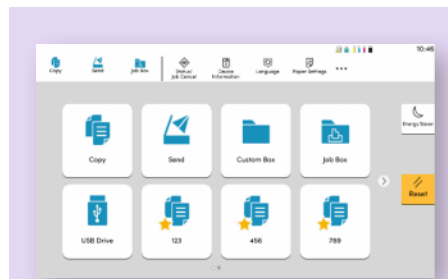 10:46
Copy
Send
Job Box
Status/
Job Cancel
Device
Information
Language
Paper Settings
Energy Saver
Copy
Send
Custom Box
Job Box
Reset
USB Drive
123
456
789